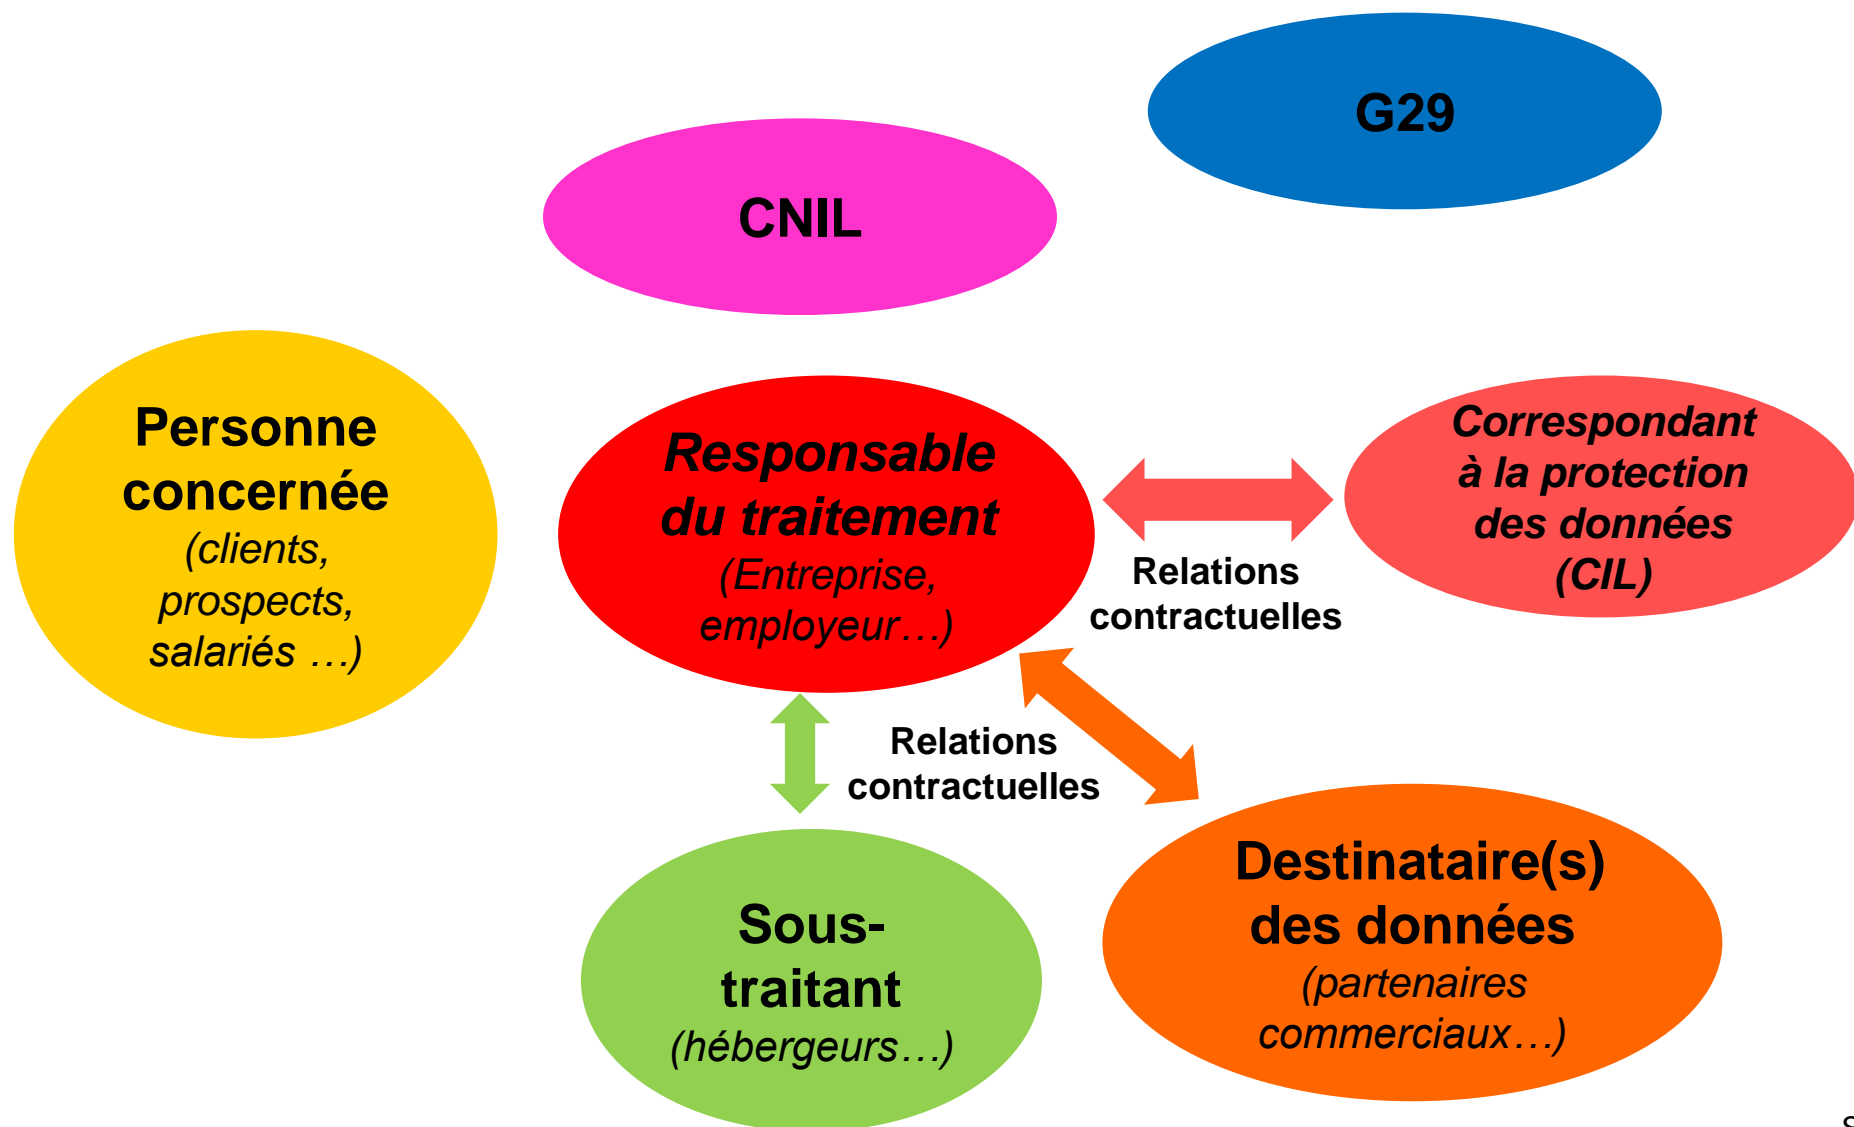 G29
CNIL
Personne
concernée
(clients,
prospects,
salariés …)
Responsable
du traitement
(Entreprise,
employeur…)
Relations
contractuelles
Correspondant
à la protection
des données
(CIL)
Relations
contractuelles
Sous-
traitant
(hébergeurs…)
Destinataire(s)
des données
(partenaires
commerciaux…)